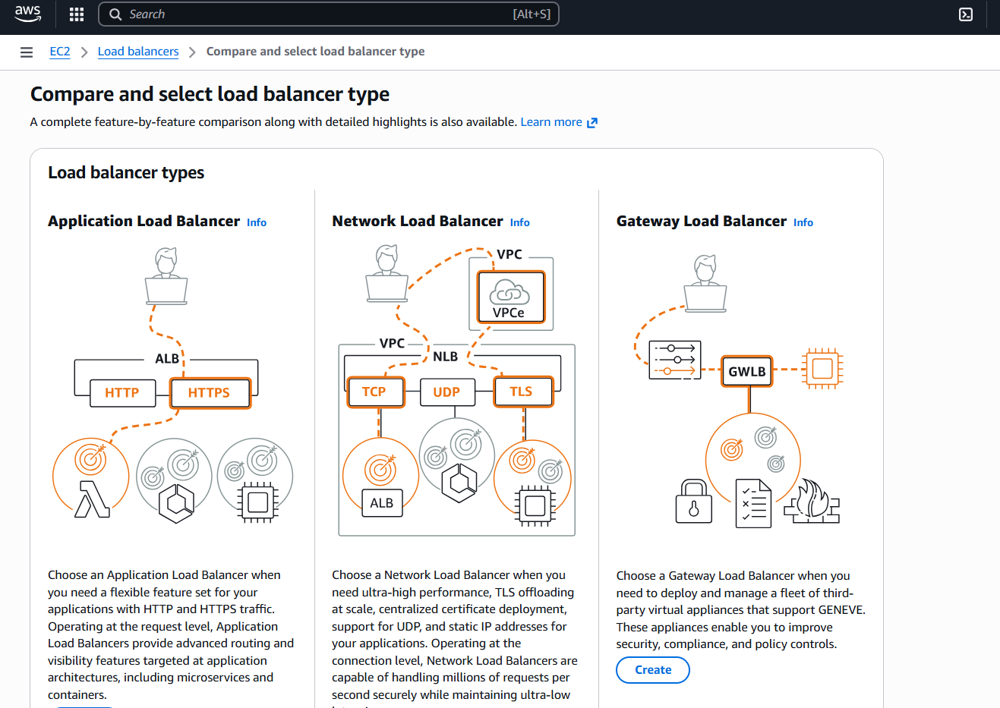 aws
Search
[Alt+S]
EC2
Load balancers
Compare and select load balancer type
Compare and select load balancer type
A complete feature-by-feature comparison along with detailed highlights is also available. Learn more
Load balancer types
Application Load Balancer Info
ALB
HTTP
HTTPS
Choose an Application Load Balancer when
you need a flexible feature set for your
applications with HTTP and HTTPS traffic.
Operating at the request level, Application
Load Balancers provide advanced routing and
visibility features targeted at application
architectures, including microservices and
containers.
Network Load Balancer Info
VPC
VPCe
VPC
NLB
TCP
UDP
TLS
ALB
Choose a Network Load Balancer when you
need ultra-high performance, TLS offloading
at scale, centralized certificate deployment,
support for UDP, and static IP addresses for
your applications. Operating at the
connection level, Network Load Balancers are
capable of handling millions of requests per
second securely while maintaining ultra-low
Gateway Load Balancer Info
GWLB
Choose a Gateway Load Balancer when you
need to deploy and manage a fleet of third-
party virtual appliances that support GENEVE.
These appliances enable you to improve
security, compliance, and policy controls.
Create